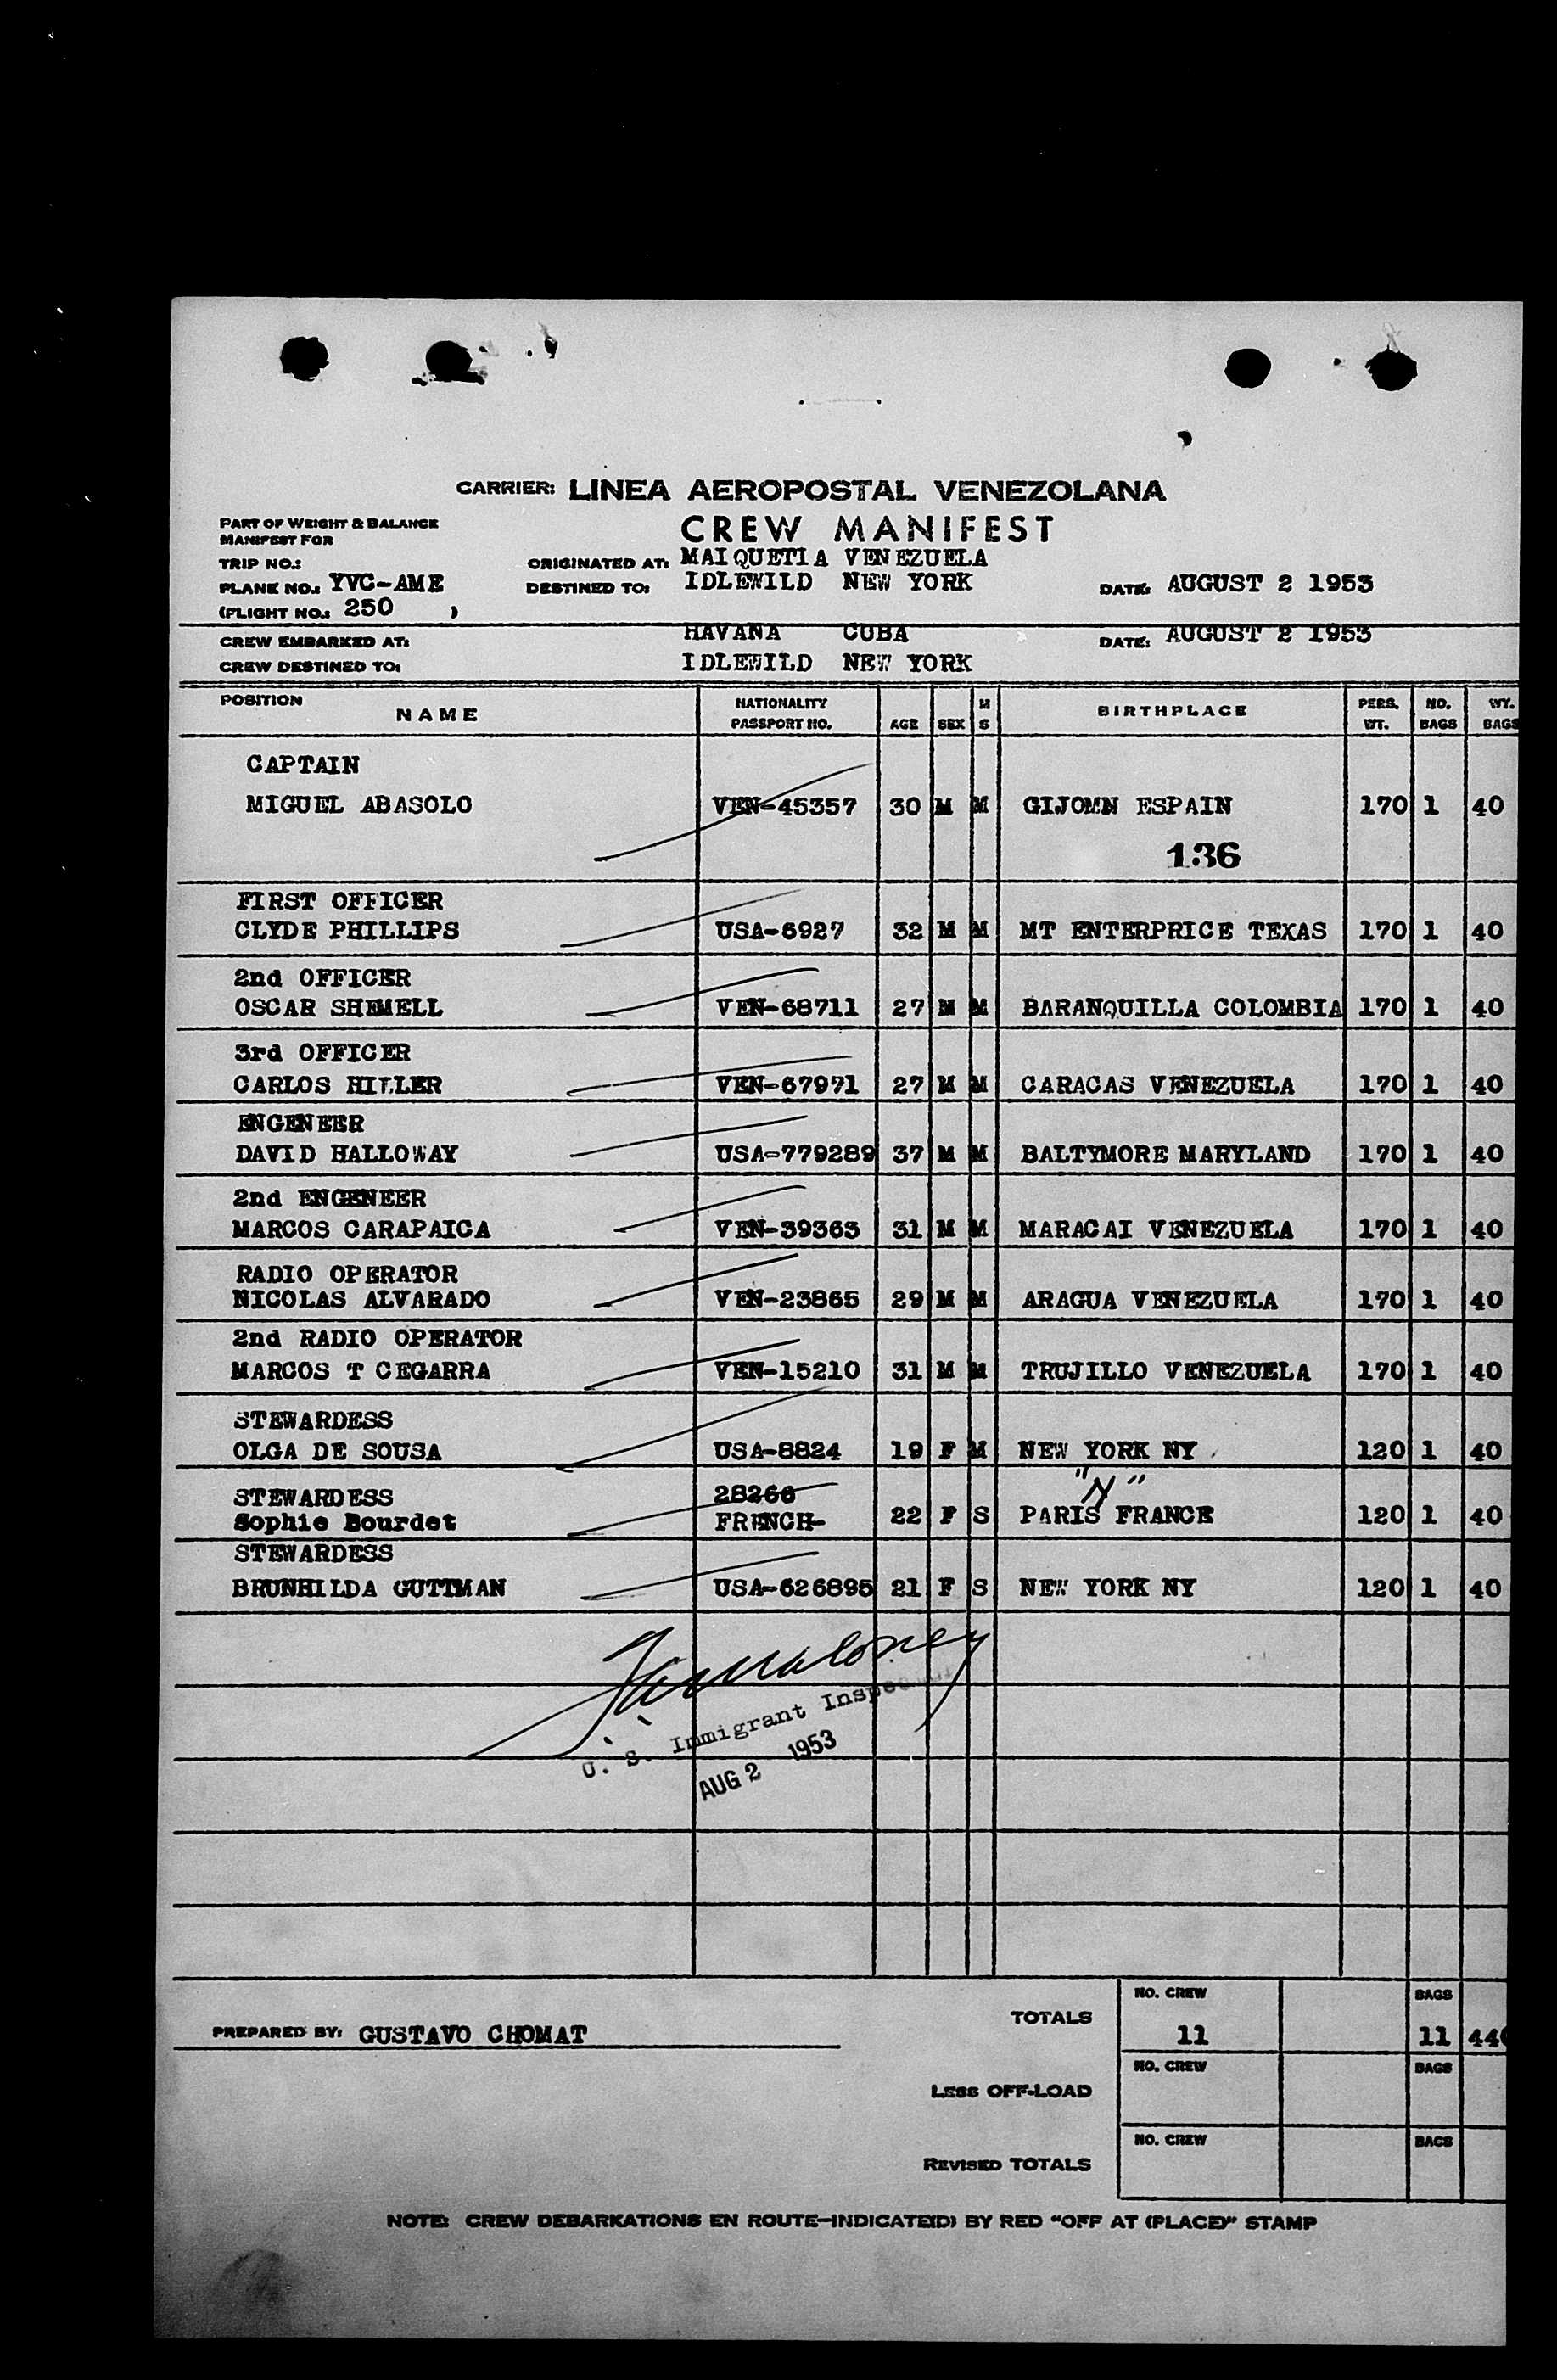 CARRIER: LINEA AEROPOSTAL VENEZOLANA
PART OF WEIGHT & BALANCE
MANIFEST FOR
CREW MANIFEST
TRIP NO.: ORIGINATED AT: MAIQUETIA VENEZUELA
PLANE NO.: YVC-AME DESTINED TO: IDLEWILD NEW YORK DATE: AUGUST 2 1953
(FLIGHT NO.: 250 )
CREW EMBARKED AT: HAVANA CUBA DATE: AUGUST 2 1953
CREW DESTINED TO: IDLEWILD NEW YORK
POSITION NAME NATIONALITY PASSPORT NO. AGE SEX M S BIRTHPLACE PERS. WT. NO. BAGS WT. BAGS
CAPTAIN
MIGUEL ABASOLO VEN-45357 30 M M GIJOMN ESPAIN 170 1 40
136
FIRST OFFICER
CLYDE PHILLIPS USA-6927 32 M M MT ENTERPRICE TEXAS 170 1 40
2nd OFFICER
OSCAR SHEMELL VEN-68711 27 M M BARANQUILLA COLOMBIA 170 1 40
3rd OFFICER
CARLOS HILLER VEN-67971 27 M M CARACAS VENEZUELA 170 1 40
ENGENEER
DAVID HALLOWAY USA-779289 37 M M BALTYMORE MARYLAND 170 1 40
2nd ENGENEER
MARCOS CARAPAICA VEN-39363 31 M M MARACAI VENEZUELA 170 1 40
RADIO OPERATOR
NICOLAS ALVARADO VEN-23865 29 M M ARAGUA VENEZUELA 170 1 40
2nd RADIO OPERATOR
MARCOS T CEGARRA VEN-15210 31 M M TRUJILLO VENEZUELA 170 1 40
STEWARDESS
OLGA DE SOUSA USA-8824 19 F M NEW YORK NY 120 1 40
STEWARDESS 28266 "N"
Sophie Bourdet FRENCH- 22 F S PARIS FRANCE 120 1 40
STEWARDESS
BRUNHILDA GUTTMAN USA-626895 21 F S NEW YORK NY 120 1 40
U. S. Immigrant
AUG 2 1953
NO. CREW BAGS
TOTALS
PREPARED BY: GUSTAVO CHOMAT 11 11 440
NO. CREW BAGS
LESS OFF-LOAD
NO. CREW BAGS
REVISED TOTALS
NOTE: CREW DEBARKATIONS EN ROUTE—INDICATE(D) BY RED "OFF AT (PLACE)" STAMP